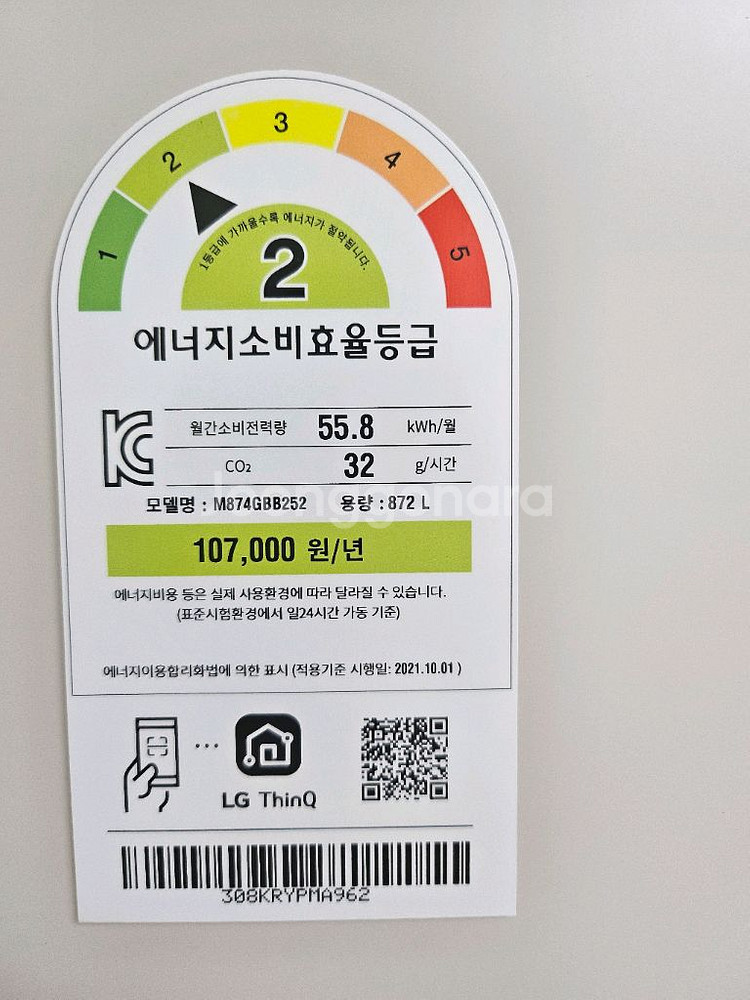 1 2 3 4 5
1등급에 가까울수록 에너지가 절약됩니다.
2
에너지소비효율등급
월간소비전력량 55.8 kWh/월
CO₂ 32 g/시간
모델명 : M874GBB252 용량 : 872 L
joonggonara
107,000 원/년
에너지비용 등은 실제 사용환경에 따라 달라질 수 있습니다.
(표준시험환경에서 일24시간 가동 기준)
에너지이용합리화법에 의한 표시 (적용기준 시행일: 2021.10.01 )
LG ThinQ
308KRYPMA962